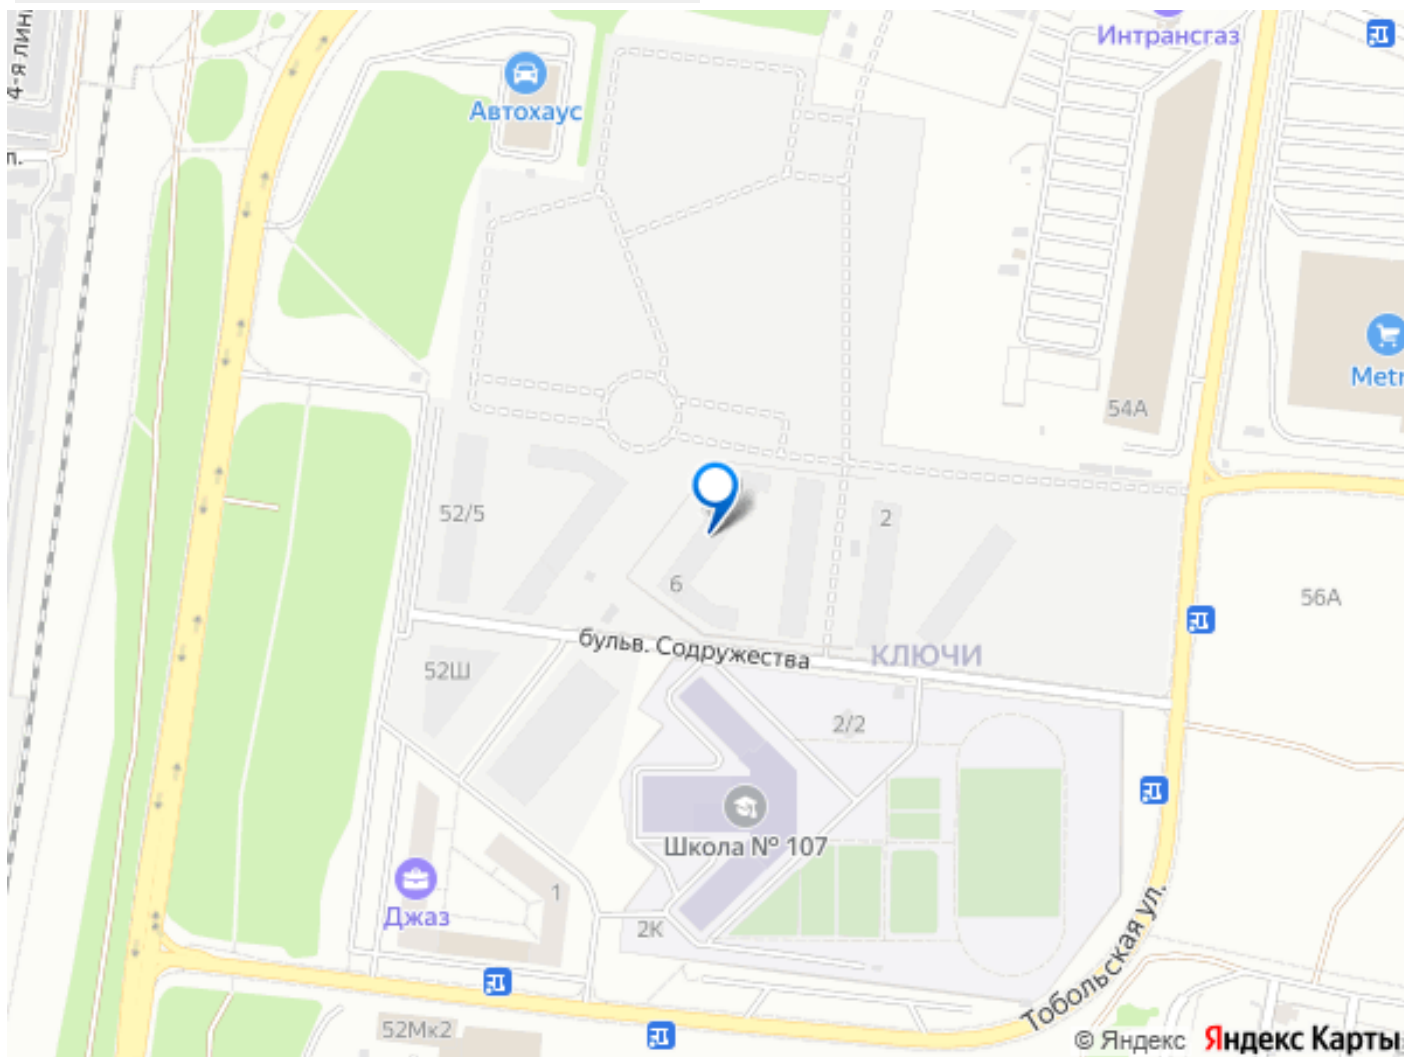 4-я лин
Интрансгаз
Автохаус
Metr
54А
52/5
2
6
56А
бульв. Содружества
КЛЮЧИ
52Ш
2/2
Школа № 107
1
Джаз
2К
Тобольская ул.
52Мк2
© Яндекс Яндекс Карты